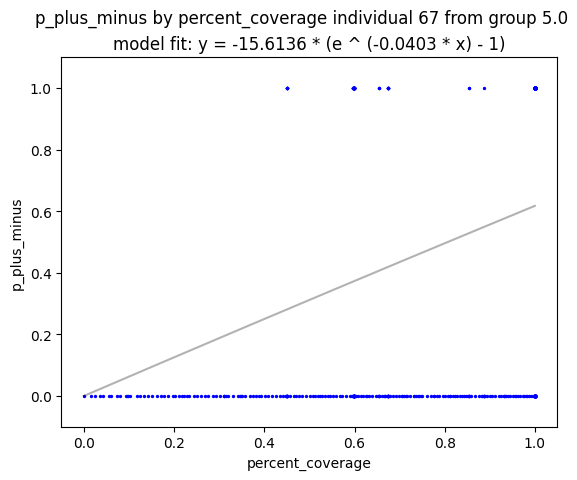 p_plus_minus by percent_coverage individual 67 from group 5.0
model fit: y = -15.6136 * (e ^ (-0.0403 * x) - 1)
1.0
0.8
0.6
0.4
0.2
0.0
p_plus_minus
0.0 0.2 0.4 0.6 0.8 1.0
percent_coverage